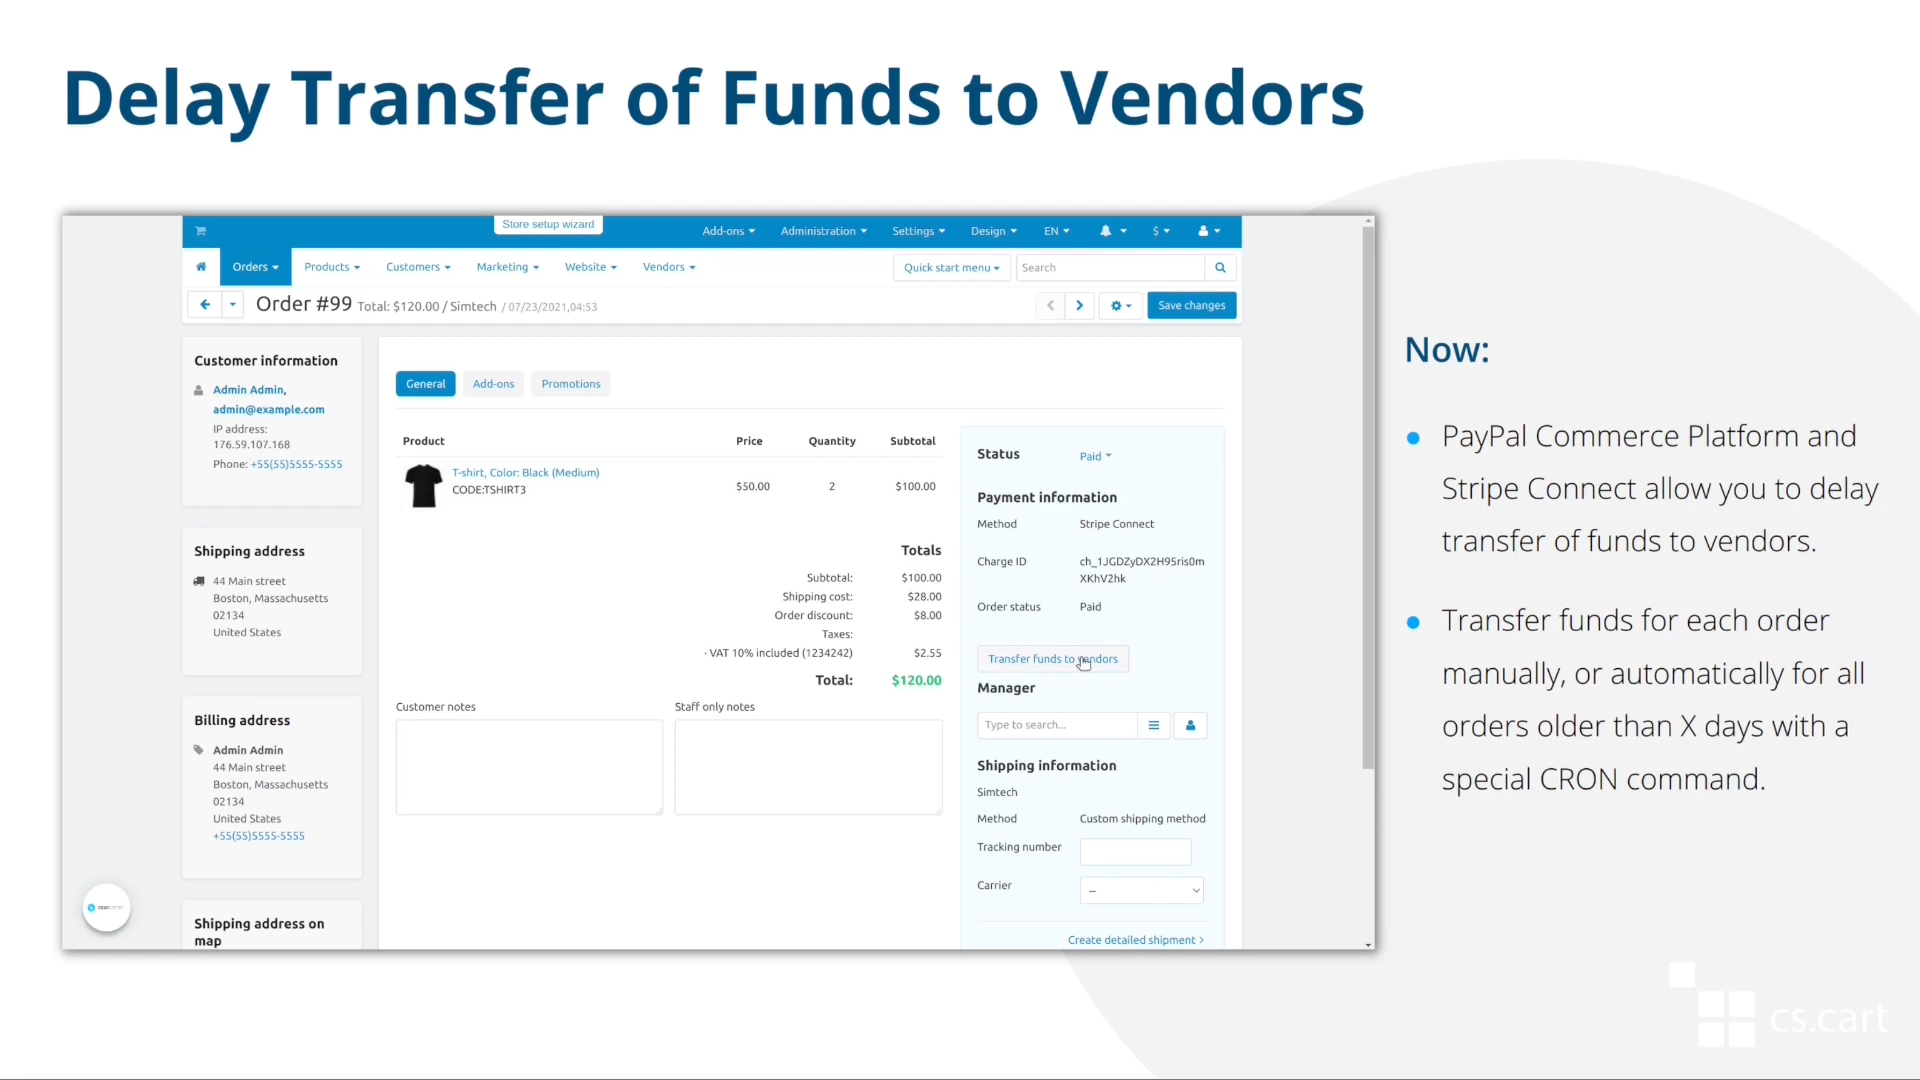 Delay Transfer of Funds to Vendors
Store setup wizard
Add-ons
Administration
Settings
Design
EN
$
Orders
Products
Customers
Marketing
Website
Vendors
Quick start menu
Search
Order #99 Total: $120.00 / Simtech / 07/23/2021,04:53
Save changes
Customer information
Admin Admin,
admin@example.com
IP address:
176.59.107.168
Phone: +55(55)5555-5555
Shipping address
44 Main street
Boston, Massachusetts
02134
United States
Billing address
Admin Admin
44 Main street
Boston, Massachusetts
02134
United States
+55(55)5555-5555
Shipping address on
map
General
Add-ons
Promotions
Product Price Quantity Subtotal
T-shirt, Color: Black (Medium)
CODE:TSHIRT3
$50.00 2 $100.00
Totals
Subtotal: $100.00
Shipping cost: $28.00
Order discount: $8.00
Taxes:
· VAT 10% included (1234242) $2.55
Total: $120.00
Customer notes
Staff only notes
Status Paid
Payment information
Method Stripe Connect
Charge ID ch_1JGDZyDX2H95ris0m
XKhV2hk
Order status Paid
Transfer funds to vendors
Manager
Type to search...
Shipping information
Simtech
Method Custom shipping method
Tracking number
Carrier --
Create detailed shipment >
Now:
PayPal Commerce Platform and
Stripe Connect allow you to delay
transfer of funds to vendors.
Transfer funds for each order
manually, or automatically for all
orders older than X days with a
special CRON command.
cs.cart